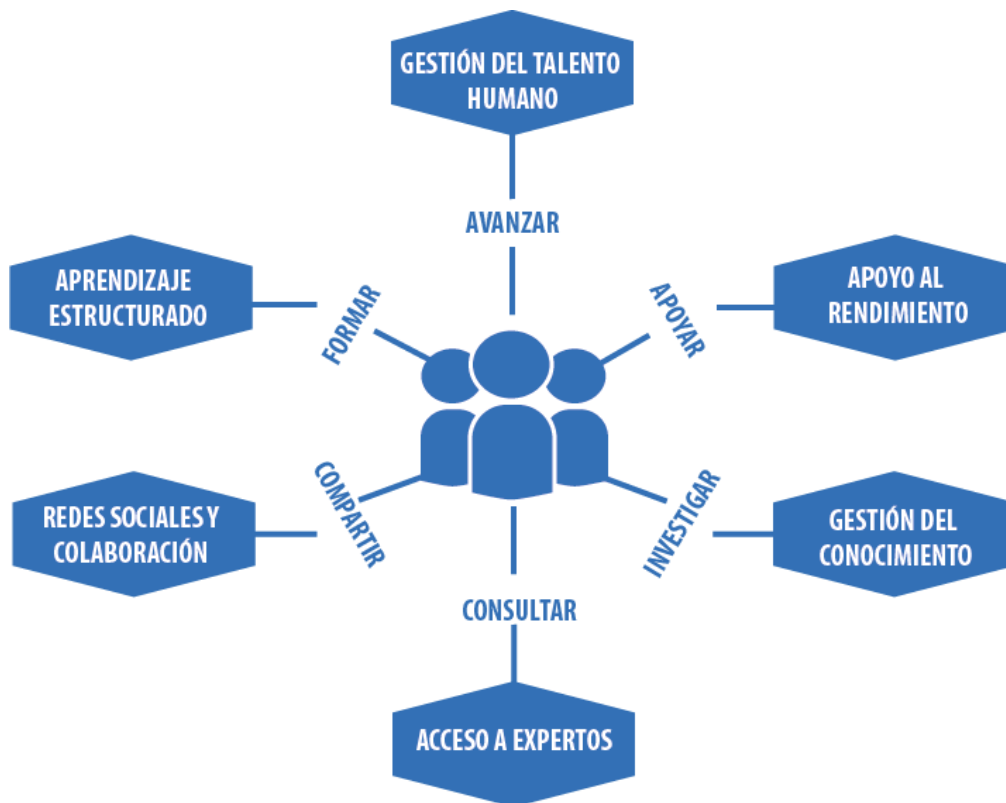 GESTIÓN DEL TALENTO
HUMANO
AVANZAR
APRENDIZAJE
ESTRUCTURADO
FORMAR
APOYAR
APOYO AL
RENDIMIENTO
REDES SOCIALES Y
COLABORACIÓN
COMPARTIR
INVESTIGAR
GESTIÓN DEL
CONOCIMIENTO
CONSULTAR
ACCESO A EXPERTOS